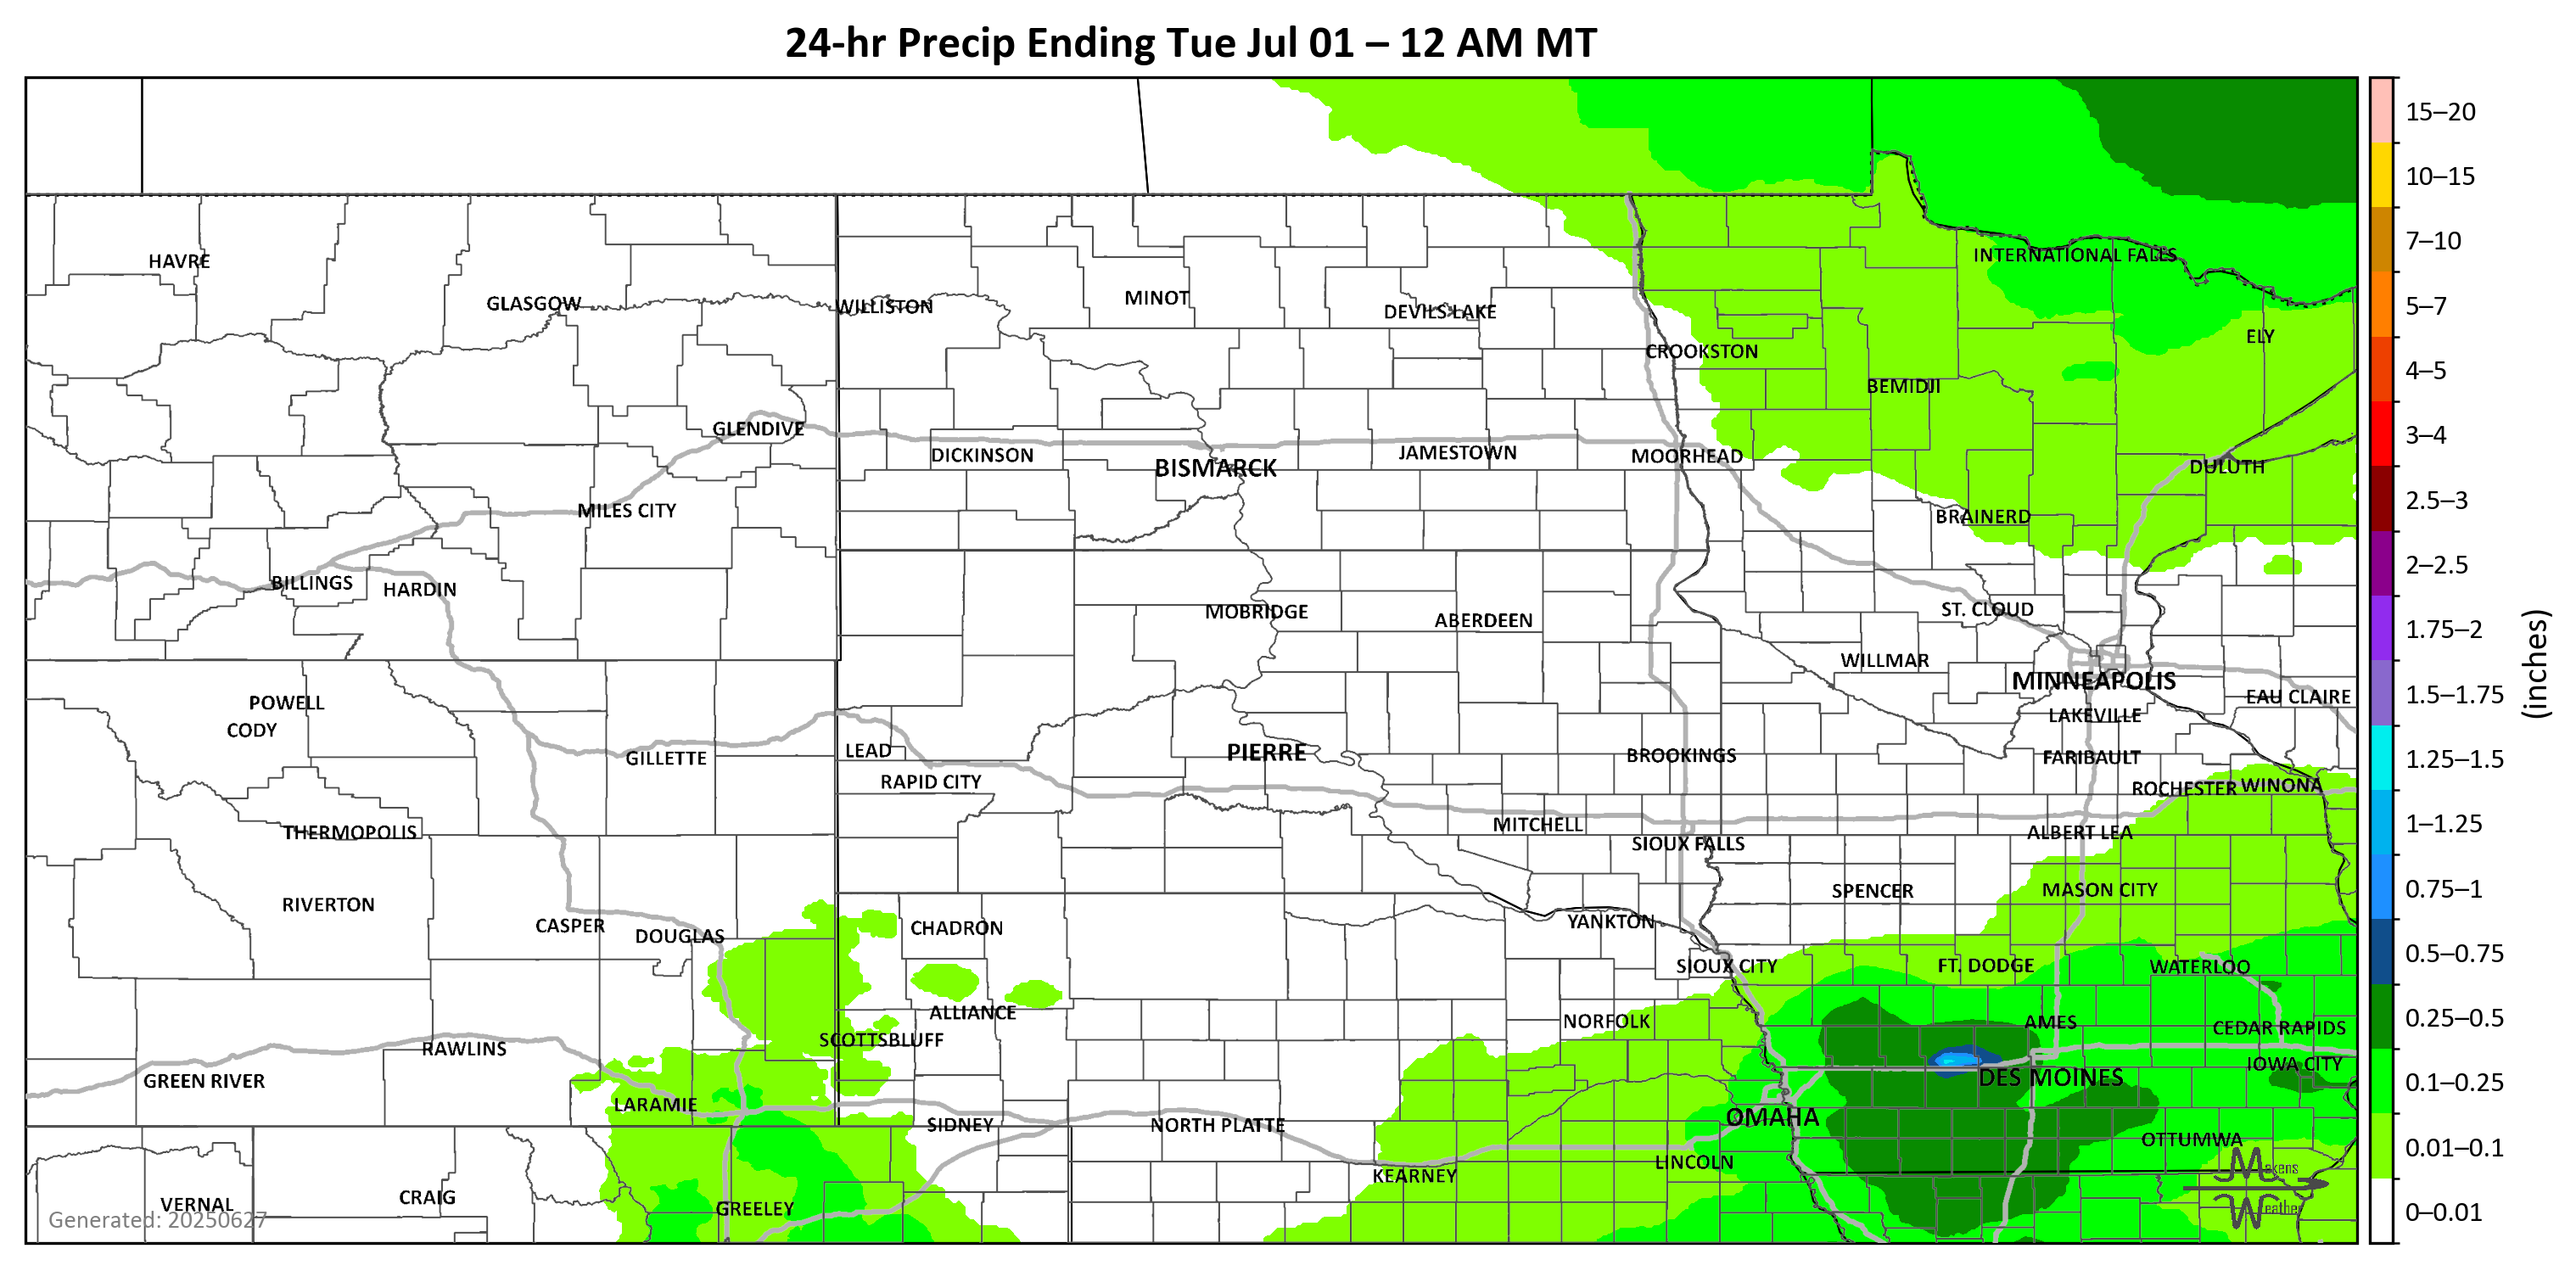 24-hr Precip Ending Tue Jul 01 – 12 AM MT
15–20
10–15
7–10
5–7
4–5
3–4
2.5–3
2–2.5
1.75–2
1.5–1.75
1.25–1.5
1–1.25
0.75–1
0.5–0.75
0.25–0.5
0.1–0.25
0.01–0.1
0–0.01
(inches)
HAVRE
GLASGOW
WILLISTON
MINOT
DEVILS LAKE
INTERNATIONAL FALLS
ELY
CROOKSTON
BEMIDJI
GLENDIVE
DICKINSON
BISMARCK
JAMESTOWN
MOORHEAD
DULUTH
MILES CITY
BRAINERD
BILLINGS
HARDIN
MOBRIDGE
ABERDEEN
ST. CLOUD
WILLMAR
MINNEAPOLIS
EAU CLAIRE
POWELL
CODY
LAKEVILLE
GILLETTE
LEAD
PIERRE
BROOKINGS
FARIBAULT
RAPID CITY
ROCHESTER
WINONA
THERMOPOLIS
MITCHELL
SIOUX FALLS
ALBERT LEA
RIVERTON
SPENCER
MASON CITY
CASPER
DOUGLAS
CHADRON
YANKTON
SIOUX CITY
FT. DODGE
WATERLOO
ALLIANCE
NORFOLK
AMES
CEDAR RAPIDS
RAWLINS
SCOTTSBLUFF
IOWA CITY
GREEN RIVER
DES MOINES
LARAMIE
SIDNEY
NORTH PLATTE
OMAHA
OTTUMWA
KEARNEY
LINCOLN
VERNAL
CRAIG
GREELEY
Generated: 20250627
Makens
Weather